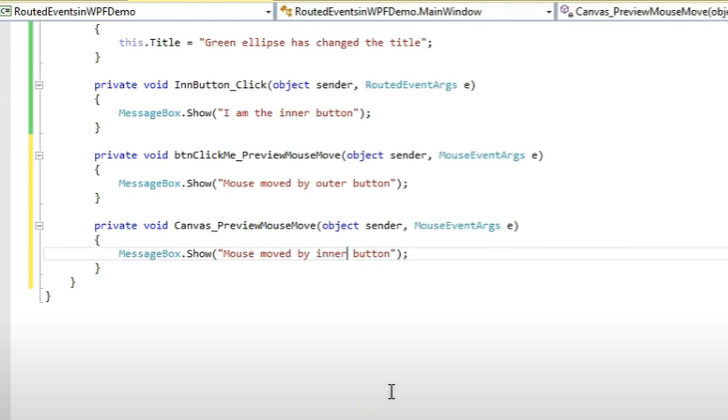 RoutedEventsinWPFDemo
RoutedEventsinWPFDemo.MainWindow
Canvas_PreviewMouseMove(obj
{
this.Title = "Green ellipse has changed the title";
}
private void InnButton_Click(object sender, RoutedEventArgs e)
{
MessageBox.Show("I am the inner button");
}
private void btnClickMe_PreviewMouseMove(object sender, MouseEventArgs e)
{
MessageBox.Show("Mouse moved by outer button");
}
private void Canvas_PreviewMouseMove(object sender, MouseEventArgs e)
{
MessageBox.Show("Mouse moved by inner button");
}
}
}